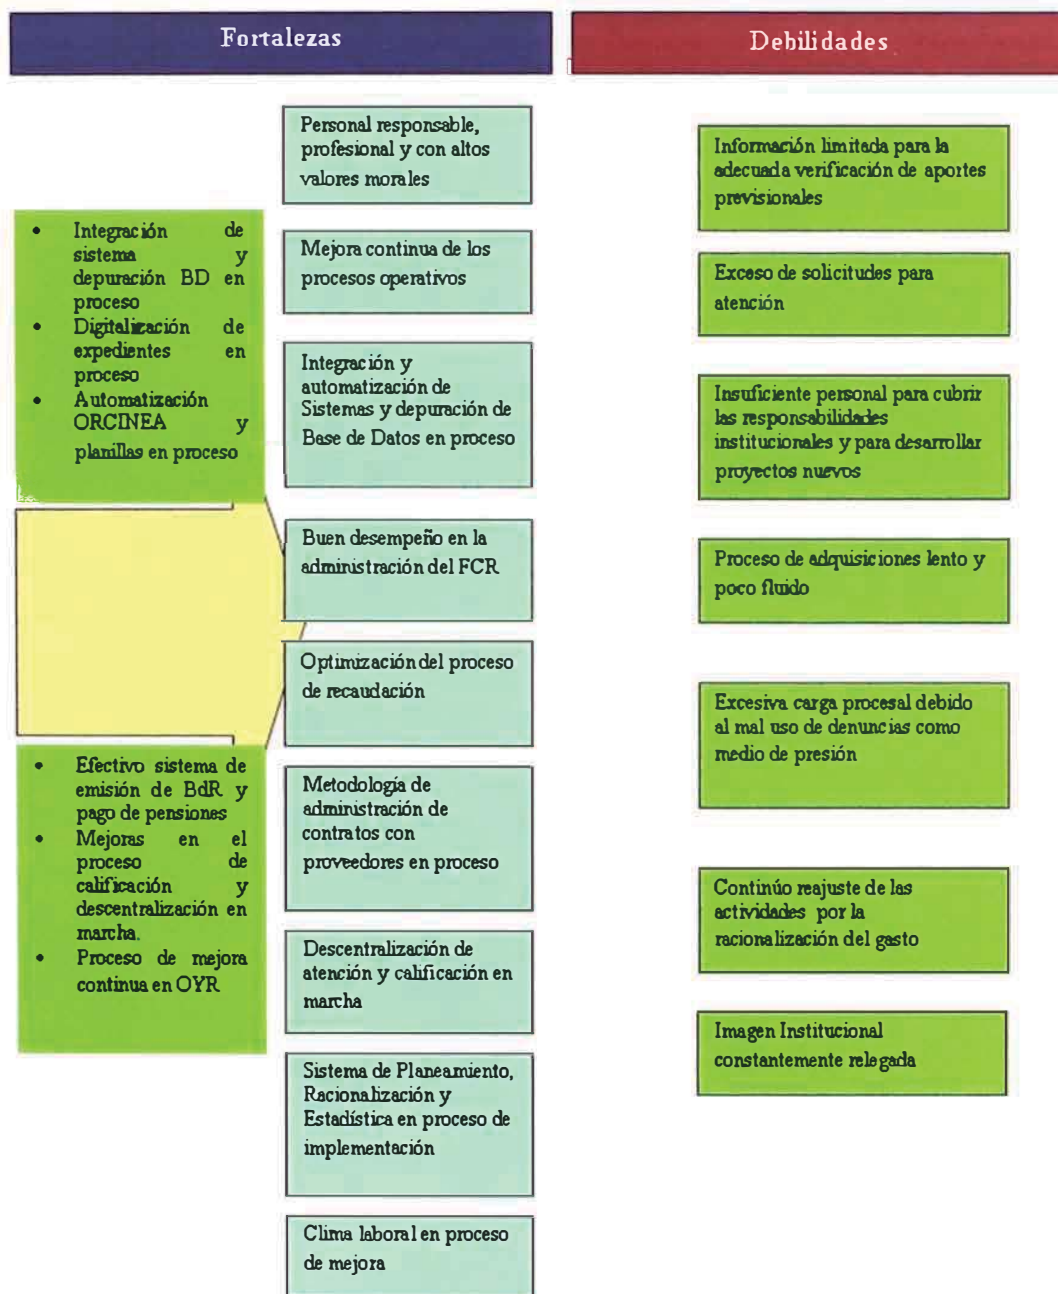 Fortalezas
Debilidades
• Integración de
sistema y
depuración BD en
proceso
• Digitalización de
expedientes en
proceso
• Automatización
ORCINEA y
planillas en proceso
• Efectivo sistema de
emisión de BdR y
pago de pensiones
• Mejoras en el
proceso de
calificación y
descentralización en
marcha.
• Proceso de mejora
continua en OYR
Personal responsable,
profesional y con altos
valores morales
Mejora continua de los
procesos operativos
Integración y
automatización de
Sistemas y depuración de
Base de Datos en proceso
Buen desempeño en la
administración del FCR
Optimización del proceso
de recaudación
Metodología de
administración de
contratos con
proveedores en proceso
Descentralización de
atención y calificación en
marcha
Sistema de Planeamiento,
Racionalización y
Estadística en proceso de
implementación
Clima laboral en proceso
de mejora
Información limitada para la
adecuada verificación de aportes
previsionales
Exceso de solicitudes para
atención
Insuficiente personal para cubrir
las responsabilidades
institucionales y para desarrollar
proyectos nuevos
Proceso de adquisiciones lento y
poco fluido
Excesiva carga procesal debido
al mal uso de denuncias como
medio de presión
Continúo reajuste de las
actividades por la
racionalización del gasto
Imagen Institucional
constantemente relegada